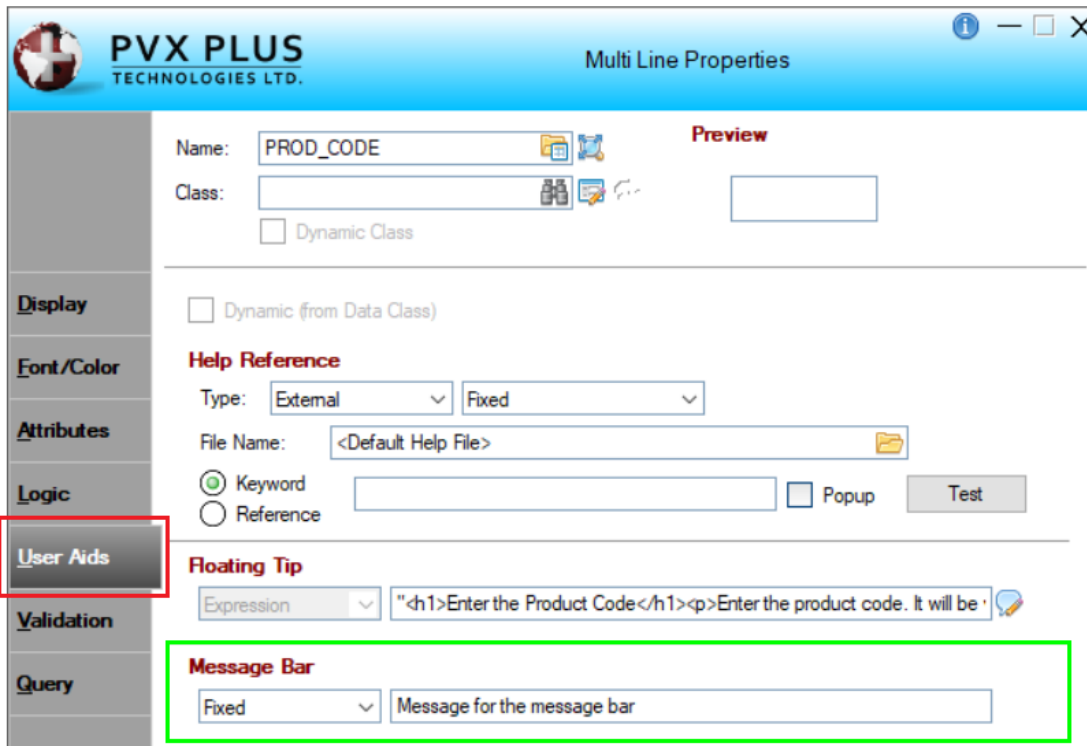 PVX PLUS
TECHNOLOGIES LTD.
Multi Line Properties
Name: PROD_CODE
Preview
Class:
Dynamic Class
Display
Dynamic (from Data Class)
Font/Color
Help Reference
Type: External Fixed
Attributes
File Name: <Default Help File>
Logic
Keyword
Popup Test
Reference
User Aids
Floating Tip
Expression "<h1>Enter the Product Code</h1><p>Enter the product code. It will be
Validation
Message Bar
Query
Fixed Message for the message bar